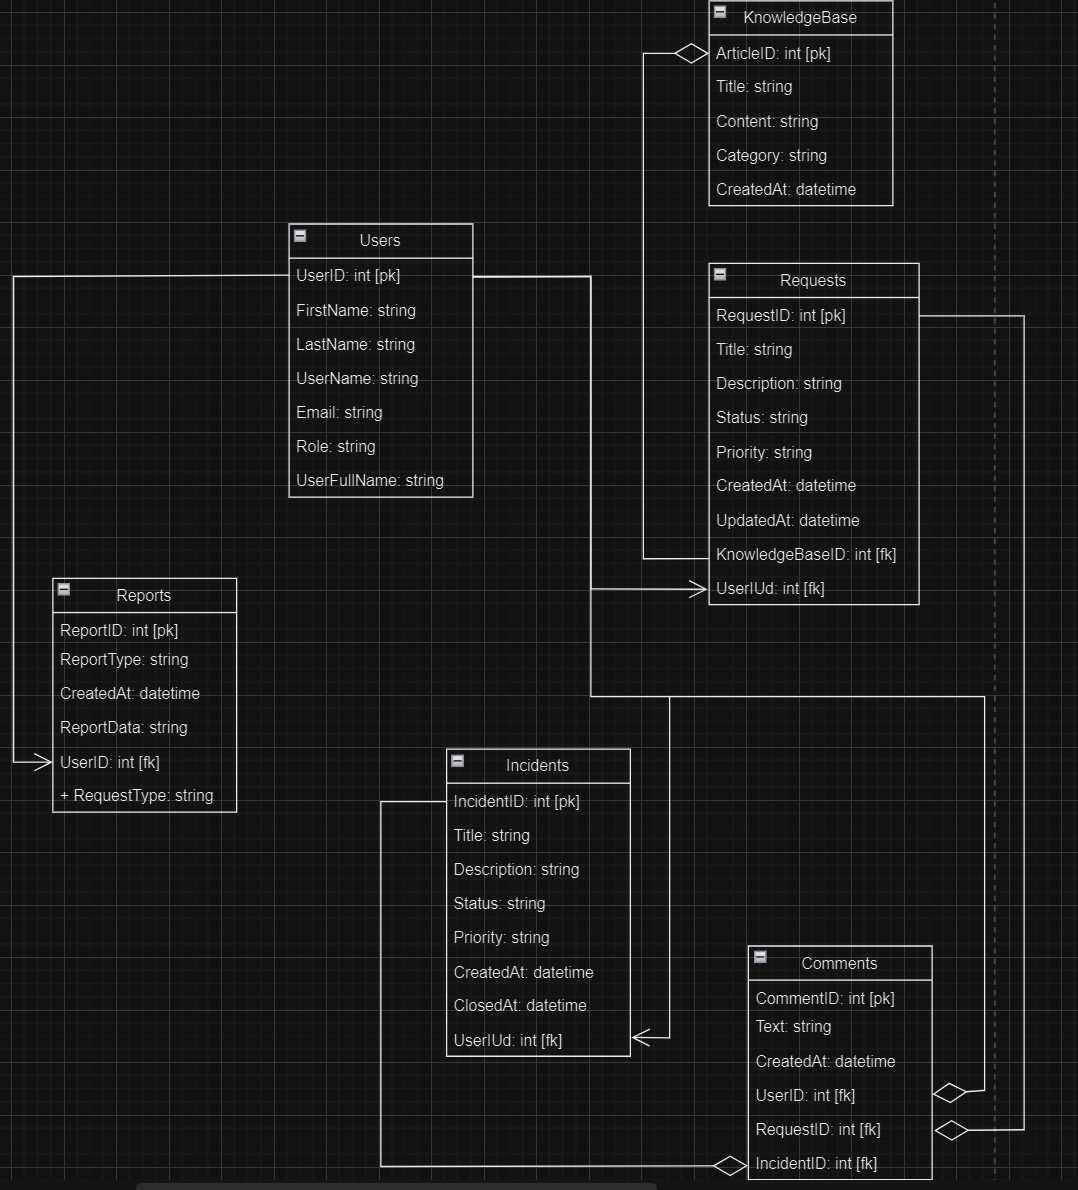 KnowledgeBase
ArticleID: int [pk]
Title: string
Content: string
Category: string
CreatedAt: datetime
Users
UserID: int [pk]
FirstName: string
LastName: string
UserName: string
Email: string
Role: string
UserFullName: string
Requests
RequestID: int [pk]
Title: string
Description: string
Status: string
Priority: string
CreatedAt: datetime
UpdatedAt: datetime
KnowledgeBaseID: int [fk]
UserIUd: int [fk]
Reports
ReportID: int [pk]
ReportType: string
CreatedAt: datetime
ReportData: string
UserID: int [fk]
+ RequestType: string
Incidents
IncidentID: int [pk]
Title: string
Description: string
Status: string
Priority: string
CreatedAt: datetime
ClosedAt: datetime
UserIUd: int [fk]
Comments
CommentID: int [pk]
Text: string
CreatedAt: datetime
UserID: int [fk]
RequestID: int [fk]
IncidentID: int [fk]